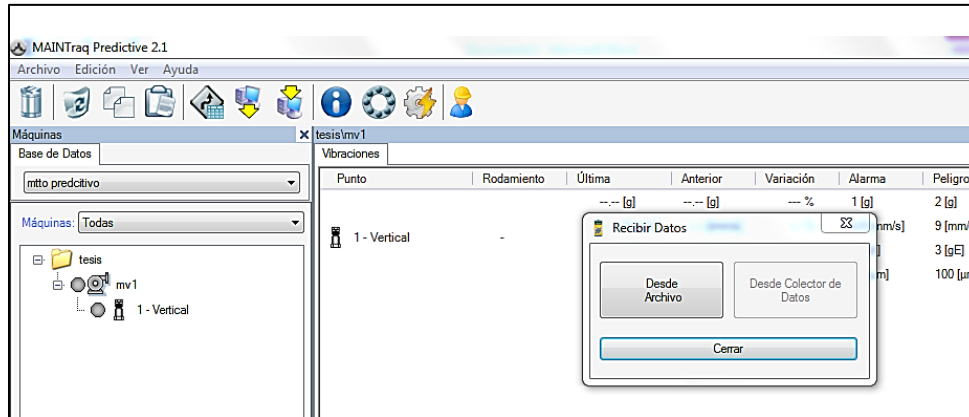 MAINTraq Predictive 2.1
Archivo Edición Ver Ayuda
Máquinas
Base de Datos
mtto predcitivo
Máquinas: Todas
tesis
mv1
1 - Vertical
tesis\mv1
Vibraciones
Punto Rodamiento Última Anterior Variación Alarma Peligro
--.-- [g] --.-- [g] --- % 1 [g] 2 [g]
1 - Vertical - nm/s] 9 [mm/
3 [gE]
m] 100 [µm
Recibir Datos
Desde Archivo
Desde Colector de Datos
Cerrar